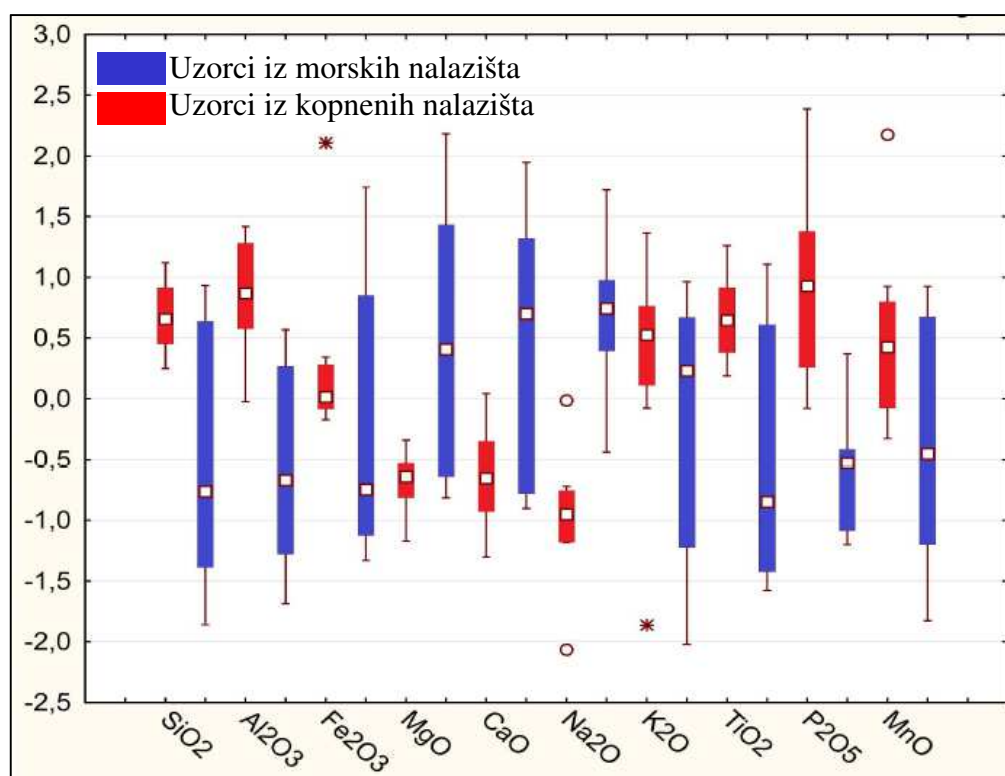 3,0
2,5
2,0
1,5
1,0
0,5
0,0
-0,5
-1,0
-1,5
-2,0
-2,5
Uzorci iz morskih nalazišta
Uzorci iz kopnenih nalazišta
SiO2
Al2O3
Fe2O3
MgO
CaO
Na2O
K2O
TiO2
P2O5
MnO